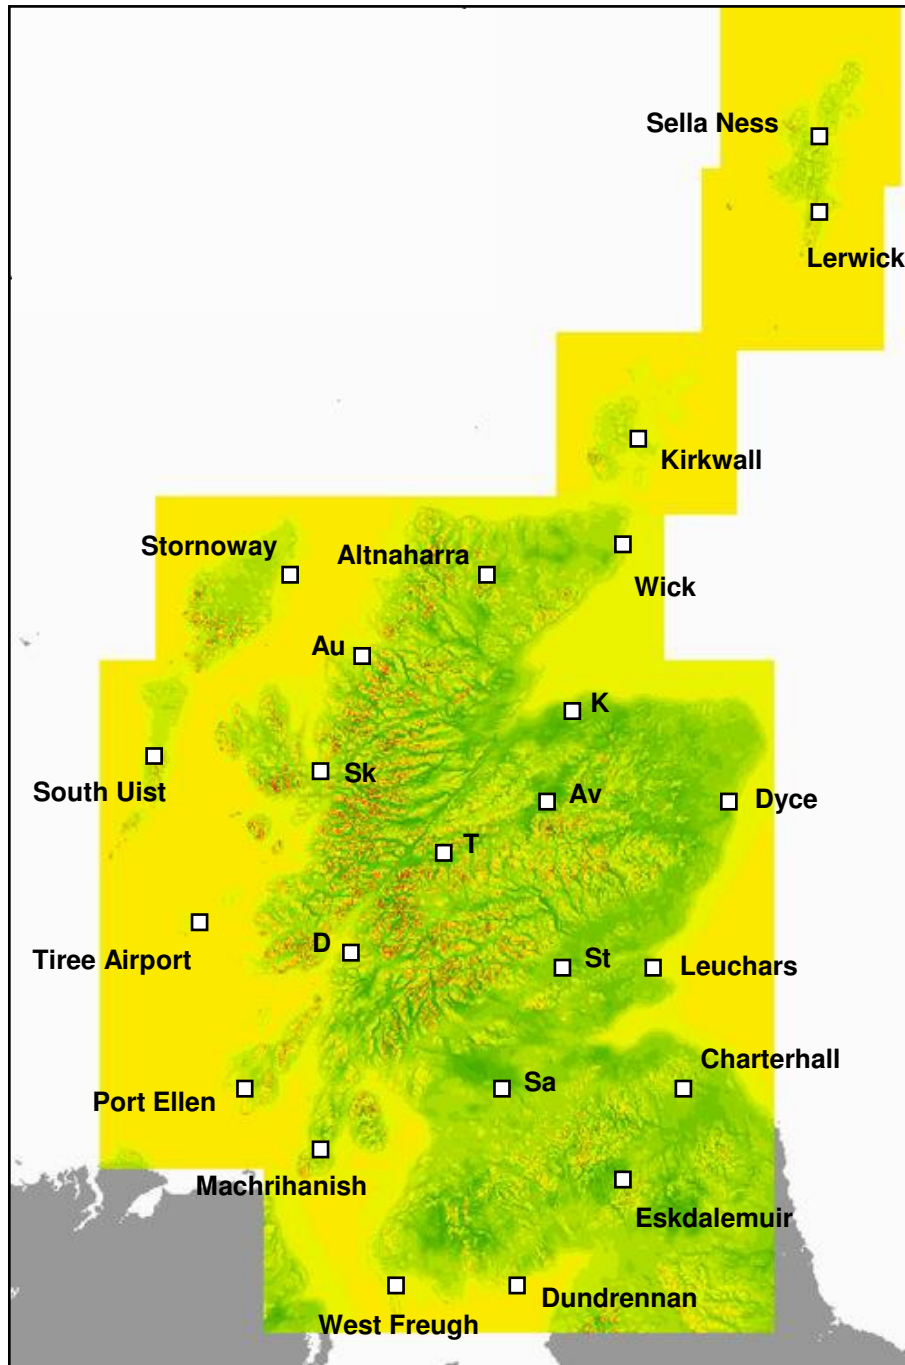 Sella Ness
Lerwick
Kirkwall
Stornoway
Altnaharra
Wick
Au
K
Sk
South Uist
Av
Dyce
T
D
Tiree Airport
St
Leuchars
Charterhall
Sa
Port Ellen
Machrihanish
Eskdalemuir
Dundrennan
West Freugh